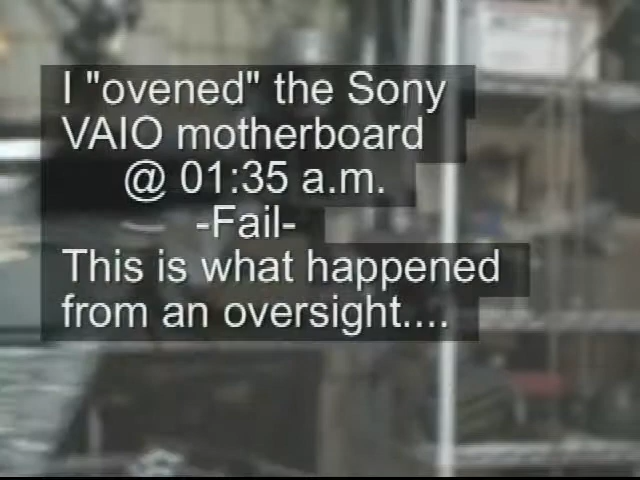 I "ovened" the Sony
VAIO motherboard
@ 01:35 a.m.
-Fail-
This is what happened
from an oversight....